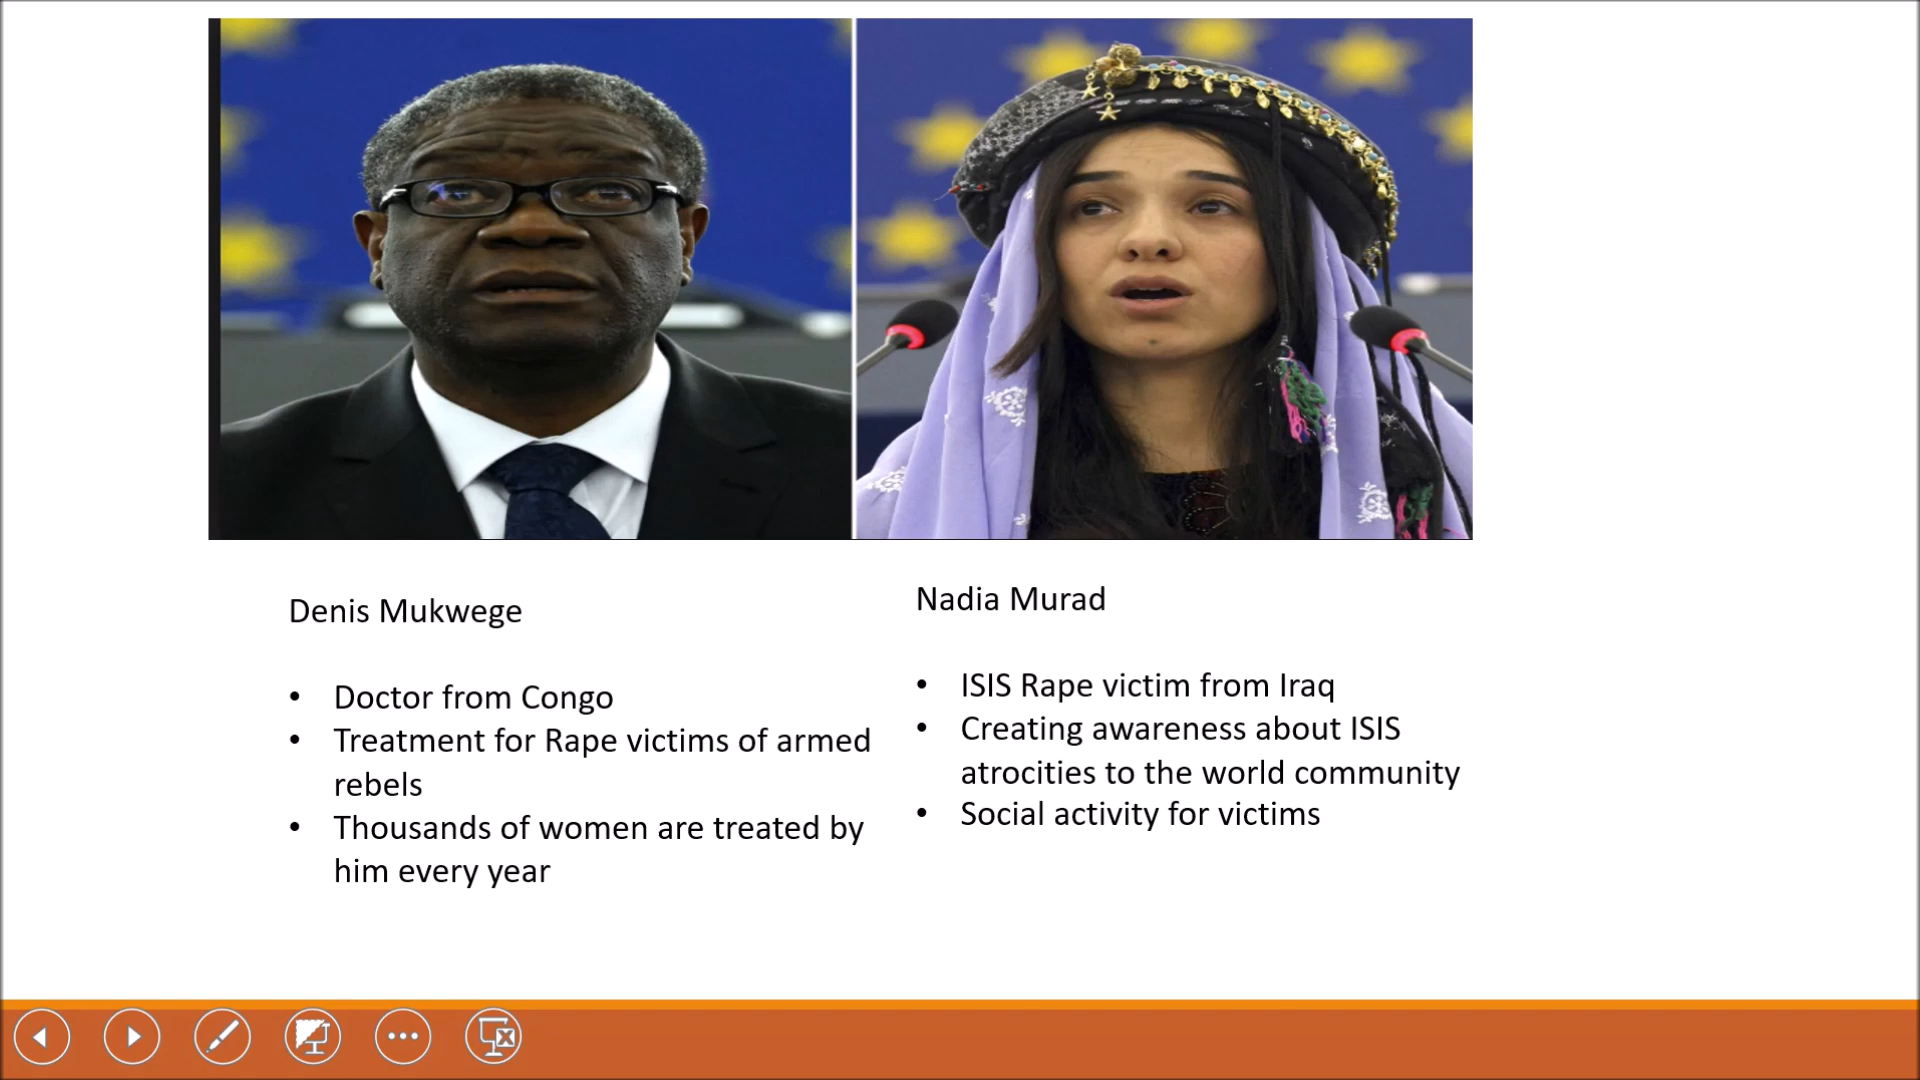 Denis Mukwege
• Doctor from Congo
• Treatment for Rape victims of armed
rebels
• Thousands of women are treated by
him every year
Nadia Murad
• ISIS Rape victim from Iraq
• Creating awareness about ISIS
atrocities to the world community
• Social activity for victims